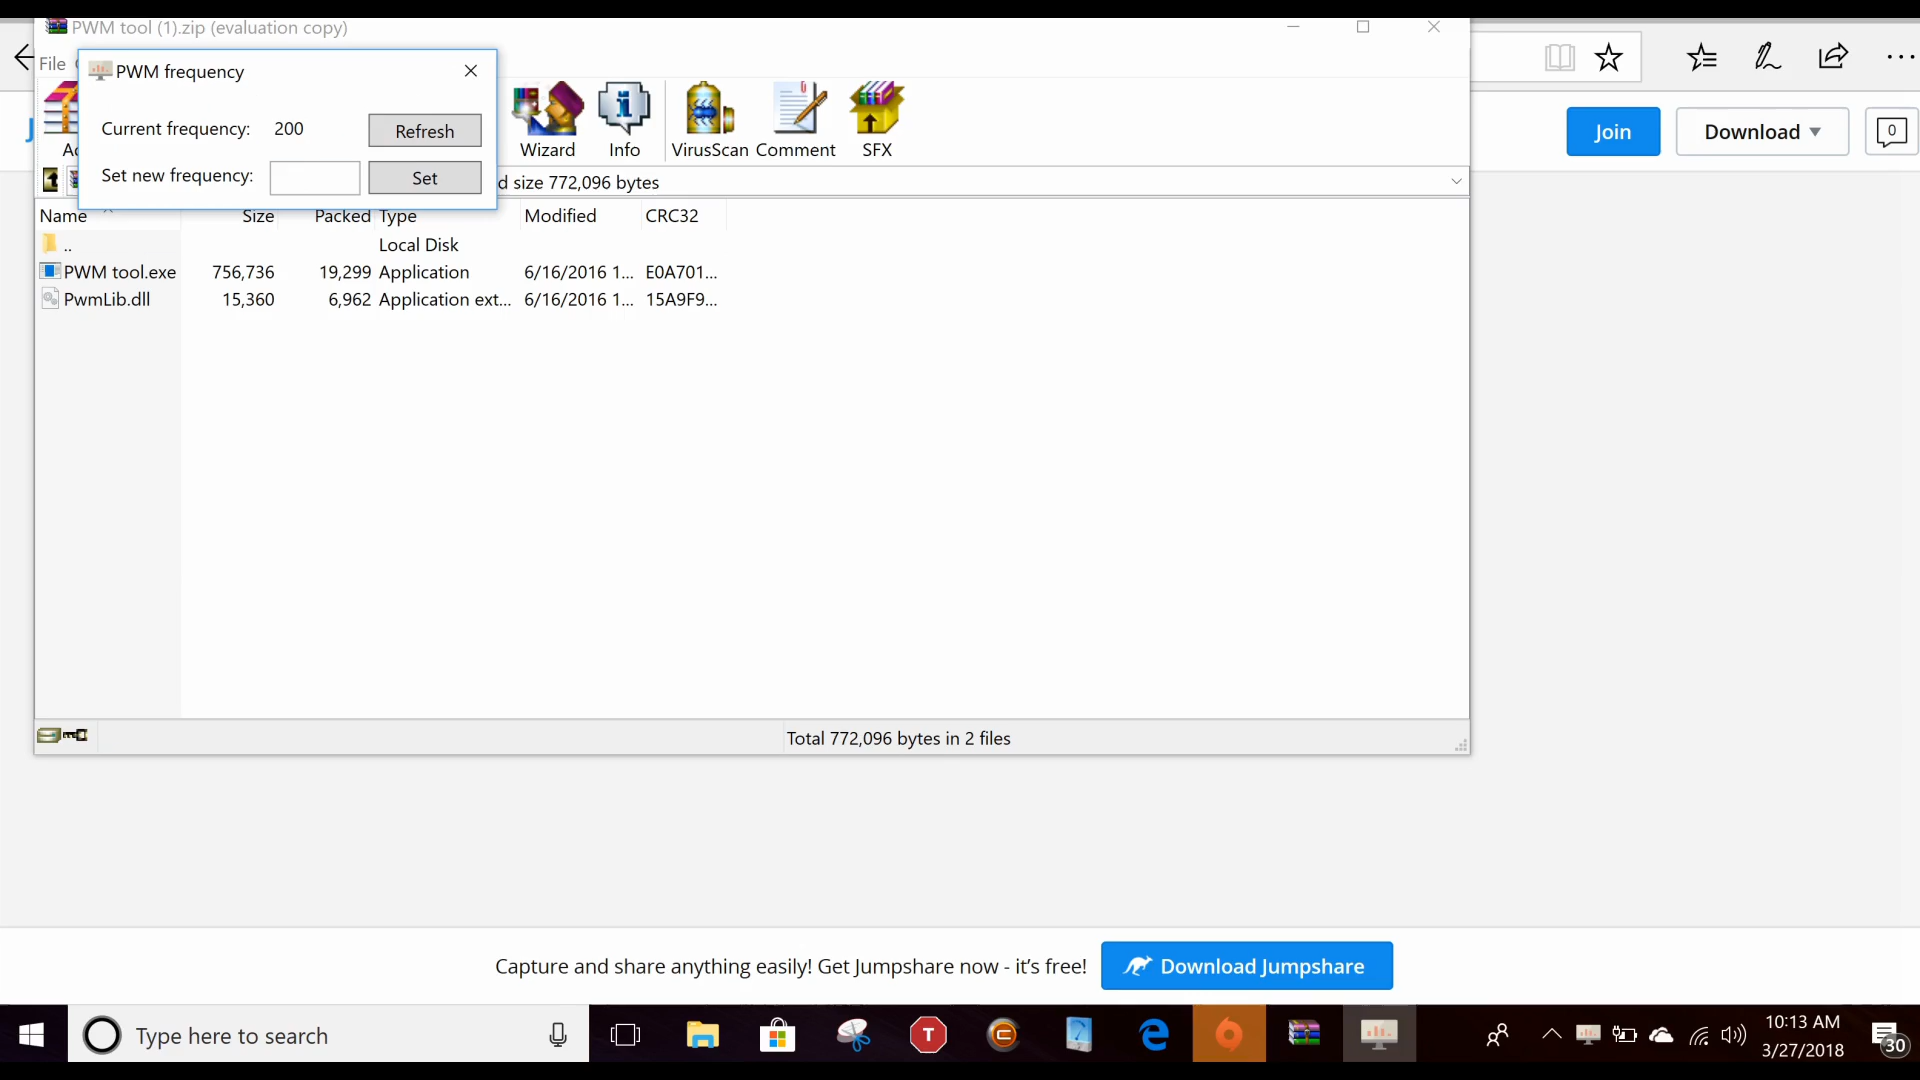 PWM tool (1).zip (evaluation copy)
File
PWM frequency
Current frequency: 200 Refresh
Set new frequency: Set
Wizard Info VirusScan Comment SFX
size 772,096 bytes
Join Download 0
Name Size Packed Type Modified CRC32
.. Local Disk
PWM tool.exe 756,736 19,299 Application 6/16/2016 1... E0A701...
PwmLib.dll 15,360 6,962 Application ext... 6/16/2016 1... 15A9F9...
Total 772,096 bytes in 2 files
Capture and share anything easily! Get Jumpshare now - it's free! Download Jumpshare
Type here to search
T
C
10:13 AM
3/27/2018
30